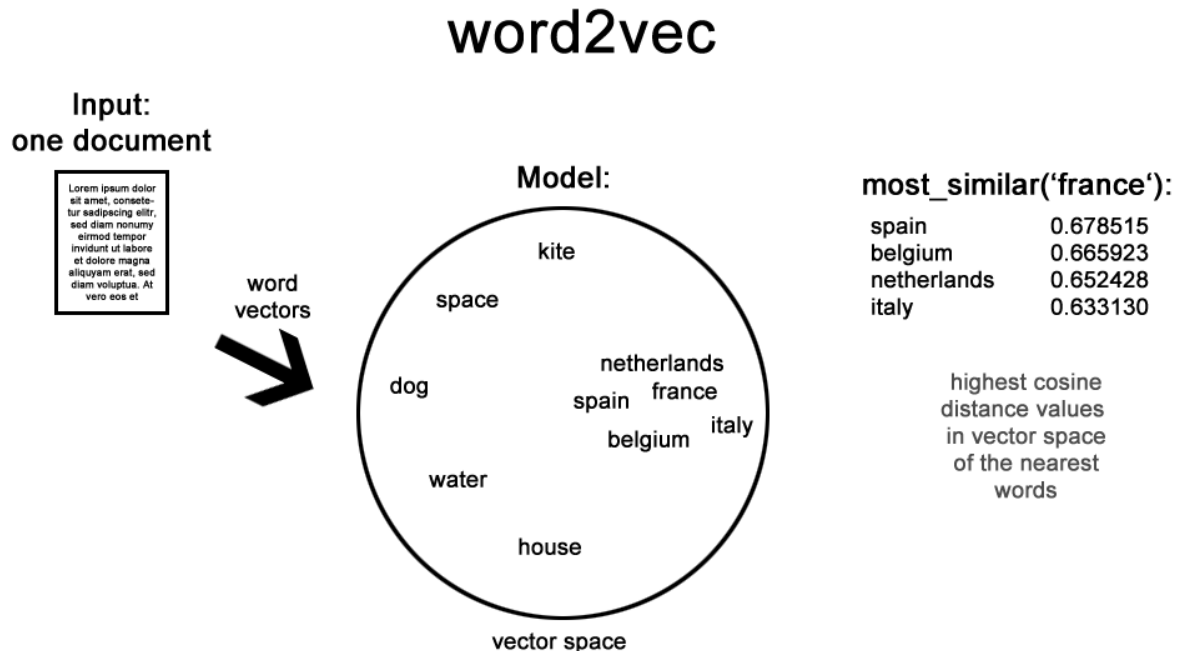 word2vec
Input:
one document
Lorem ipsum dolor
sit amet, consete-
tur sadipscing elitr,
sed diam nonumy
eirmod tempor
invidunt ut labore
et dolore magna
aliquyam erat, sed
diam voluptua. At
vero eos et
word
vectors
Model:
kite
space
dog
netherlands
france
spain
italy
belgium
water
house
vector space
most_similar(‘france‘):
spain 0.678515
belgium 0.665923
netherlands 0.652428
italy 0.633130
highest cosine
distance values
in vector space
of the nearest
words